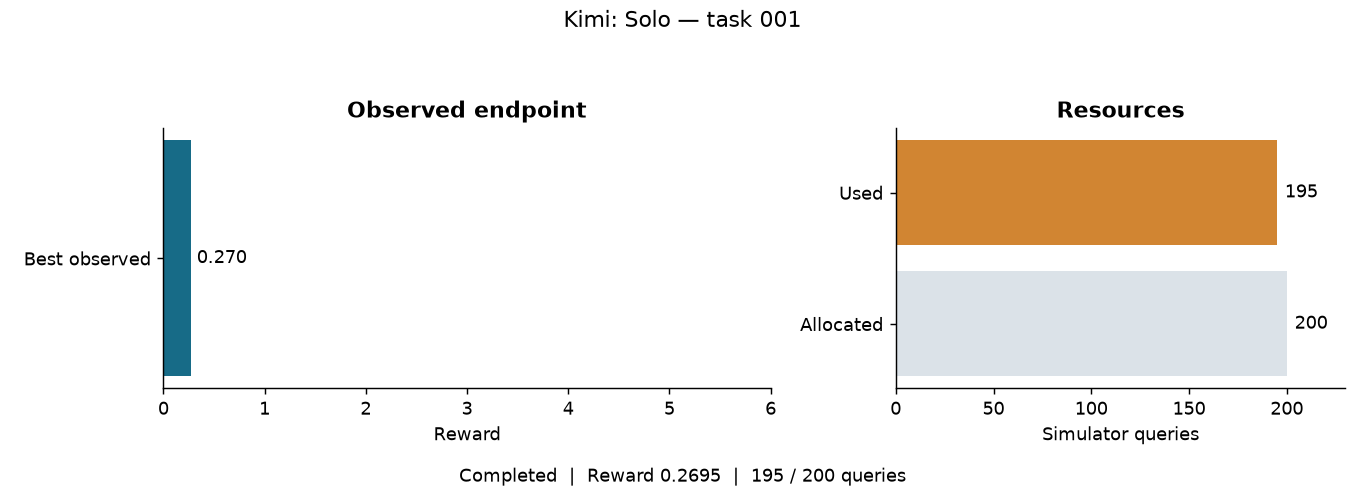 Kimi: Solo — task 001
Observed endpoint
Best observed
0.270
0 1 2 3 4 5 6
Reward
Resources
Used
195
Allocated
200
0 50 100 150 200
Simulator queries
Completed | Reward 0.2695 | 195 / 200 queries